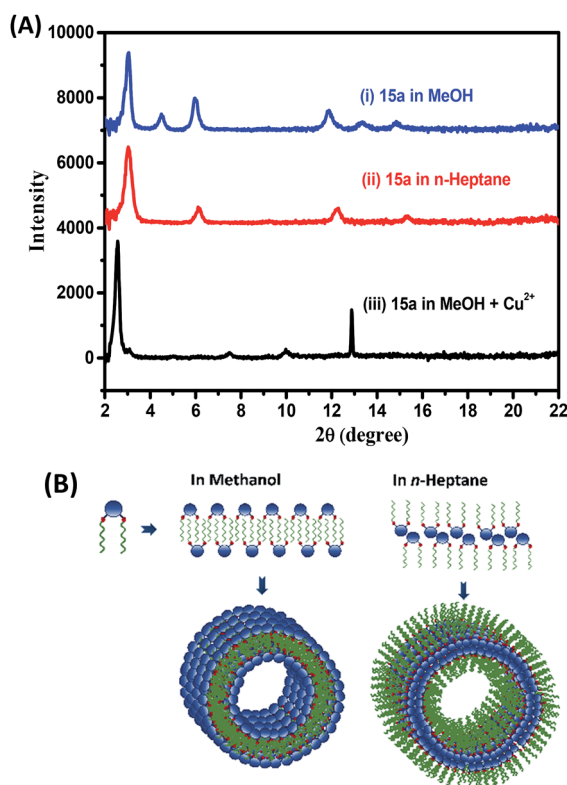 (A)
10000
8000
6000
4000
2000
0
Intensity
(i) 15a in MeOH
(ii) 15a in n-Heptane
(iii) 15a in MeOH + Cu²⁺
2 4 6 8 10 12 14 16 18 20 22
2θ (degree)
(B)
In Methanol
In n-Heptane